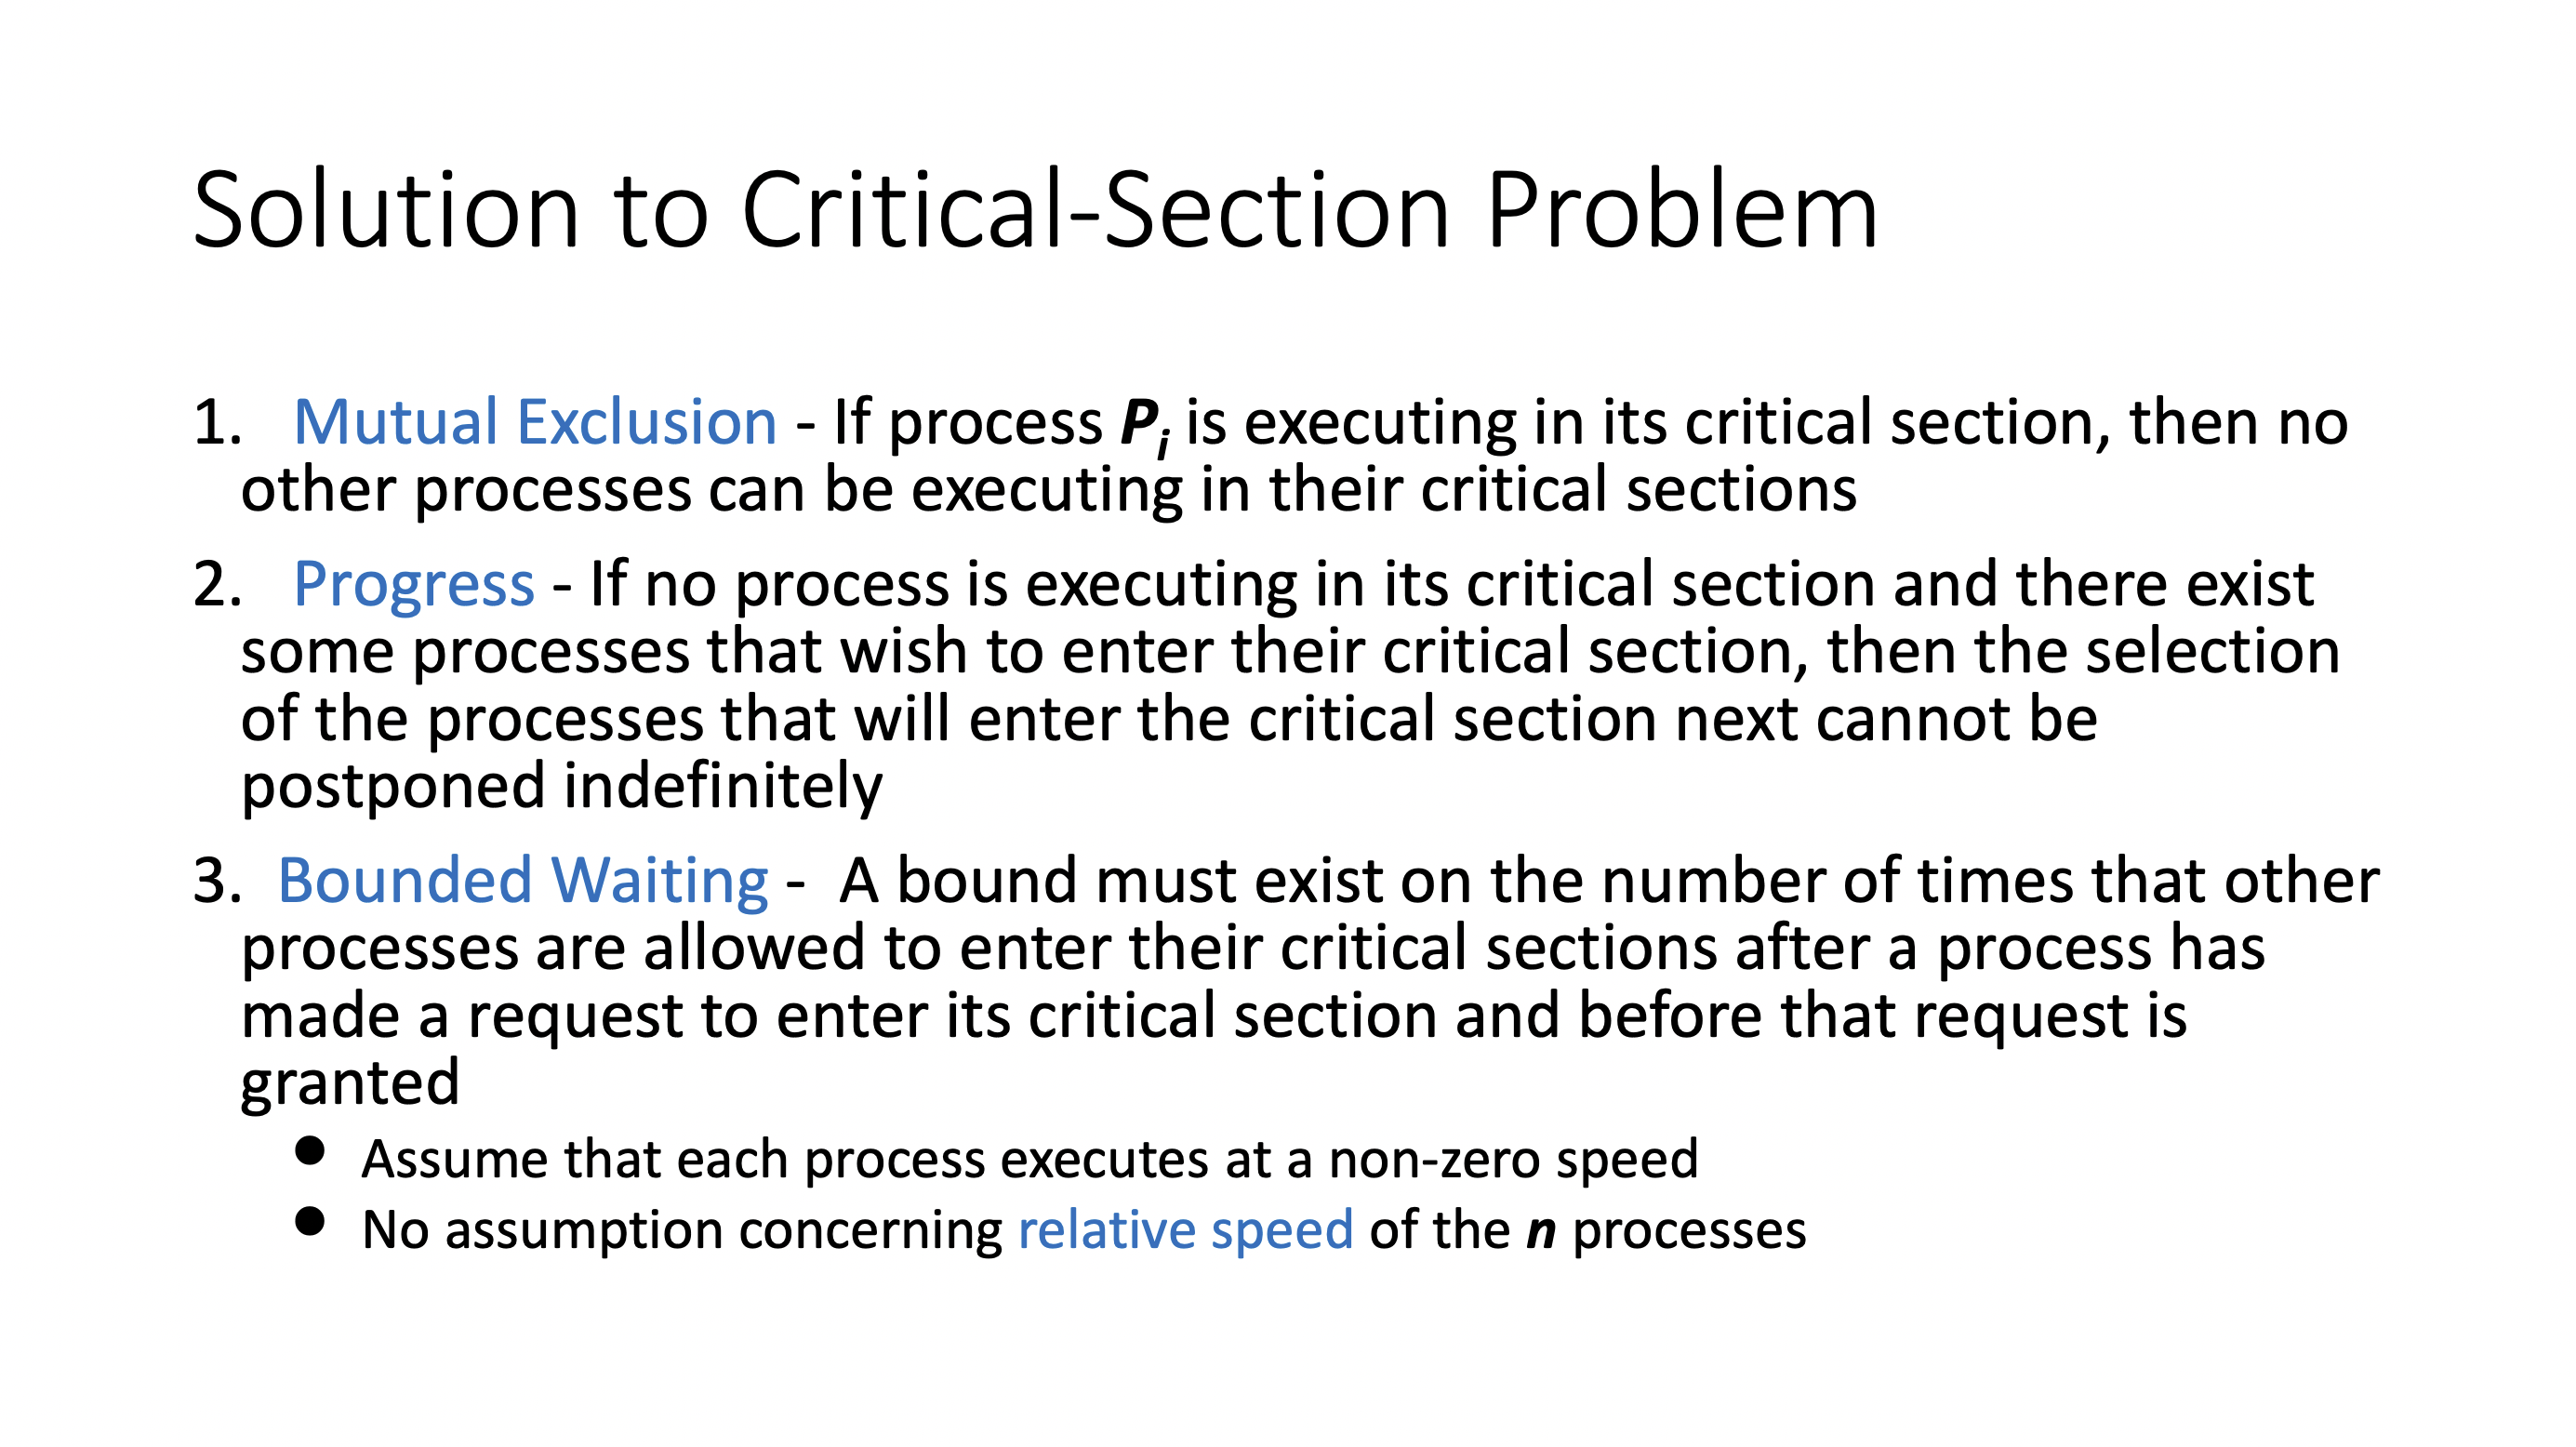 Solution to Critical-Section Problem
1. Mutual Exclusion - If process Pi is executing in its critical section, then no
other processes can be executing in their critical sections
2. Progress - If no process is executing in its critical section and there exist
some processes that wish to enter their critical section, then the selection
of the processes that will enter the critical section next cannot be
postponed indefinitely
3. Bounded Waiting - A bound must exist on the number of times that other
processes are allowed to enter their critical sections after a process has
made a request to enter its critical section and before that request is
granted
● Assume that each process executes at a non-zero speed
● No assumption concerning relative speed of the n processes